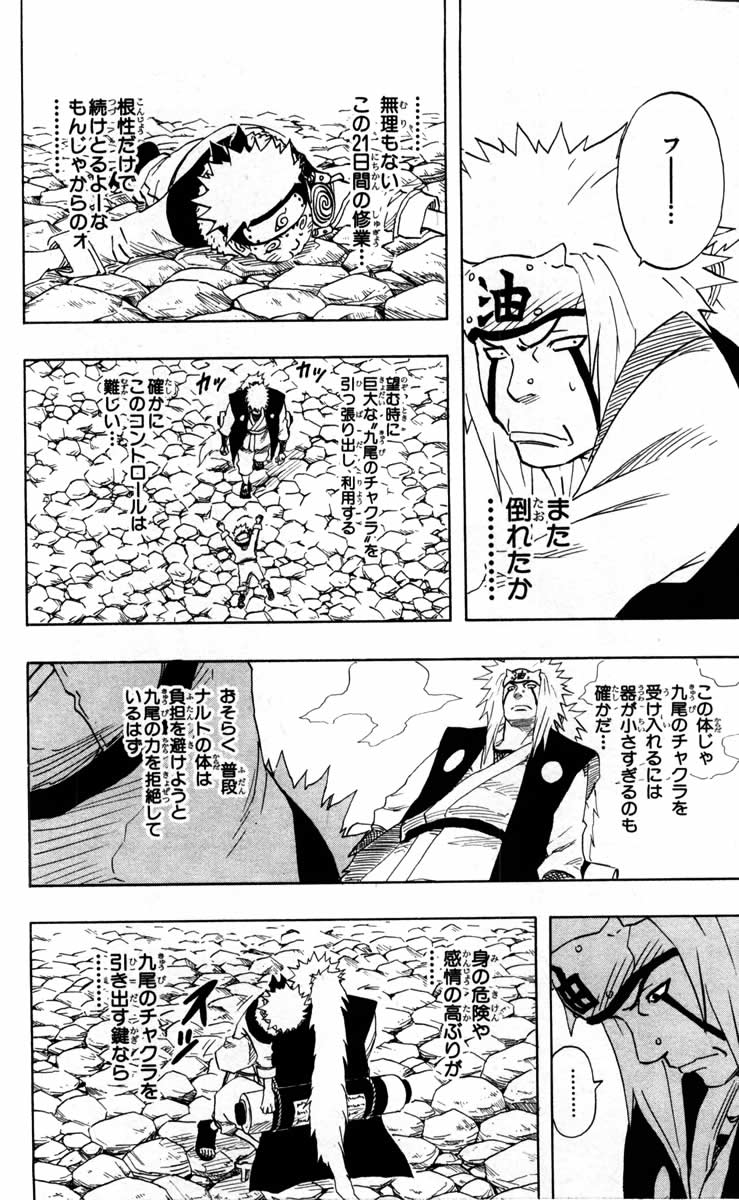 フーー…
油
また
倒れたか
…………
………
無理もない
この21日間の修業…
………
根性だけで
続けとるよーな
もんじゃからのォ
望む時に
巨大な〝九尾のチャクラ〟を
引っ張り出し、利用する
カッ
カッ
確かに
このコントロールは
難じい…
この体じゃ
九尾のチャクラを
受け入れるには
器が小さすぎるのも
確かだ…
おそらく 普段
ナルトの体は
負担を避けようと
九尾の力を拒絶して
いるはず
………
身の危険や
感情の高ぶりが
………
九尾のチャクラを
引き出す鍵なら
………
スッ